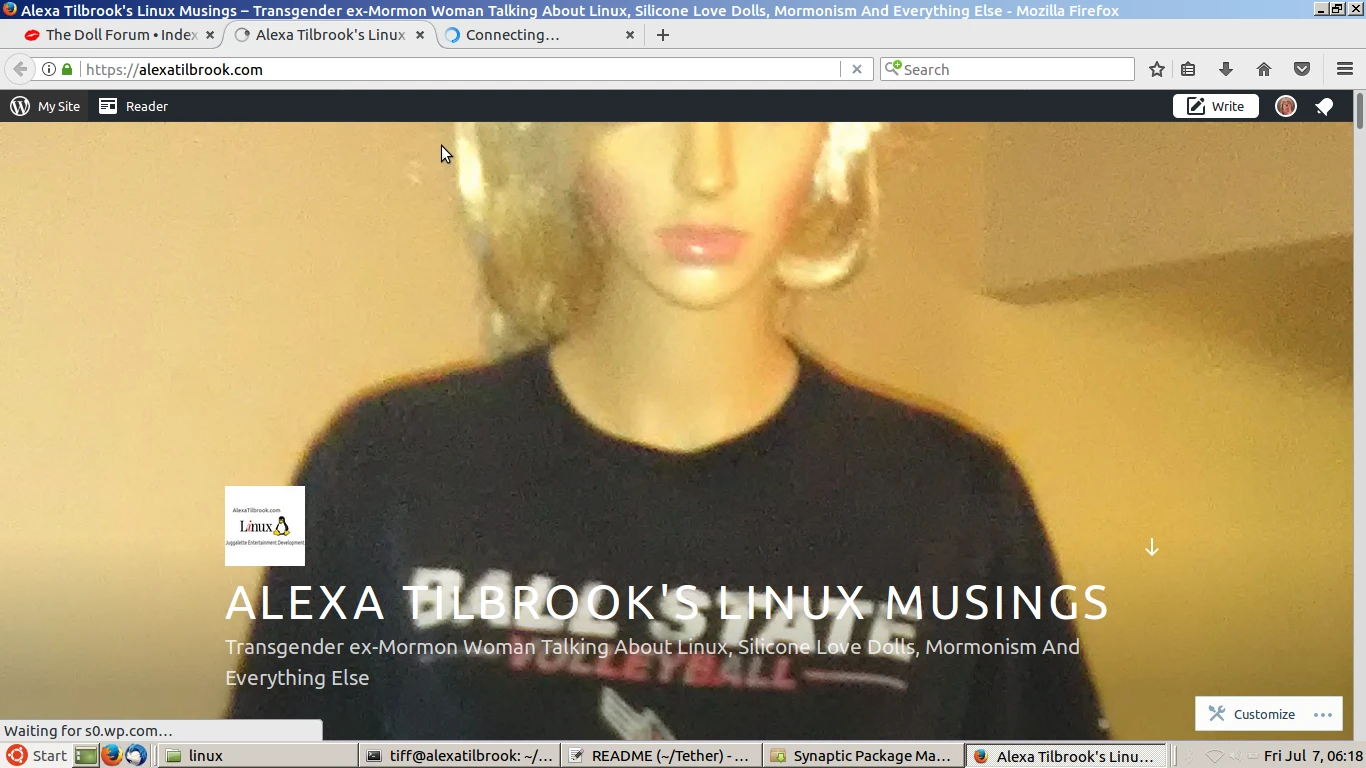 Alexa Tilbrook's Linux Musings – Transgender ex-Mormon Woman Talking About Linux, Silicone Love Dolls, Mormonism And Everything Else - Mozilla Firefox
The Doll Forum • Index
Alexa Tilbrook's Linux
Connecting...
https://alexatilbrook.com
Search
My Site
Reader
Write
AlexaTilbrook.com
Linux
Juggalette Entertainment Development
BALL STATE
VOLLEYBALL
ALEXA TILBROOK'S LINUX MUSINGS
Transgender ex-Mormon Woman Talking About Linux, Silicone Love Dolls, Mormonism And
Everything Else
Customize
Waiting for s0.wp.com...
Start
linux
tiff@alexatilbrook: ~/...
README (~/Tether) - ...
Synaptic Package Ma...
Alexa Tilbrook's Linu...
Fri Jul 7, 06:18